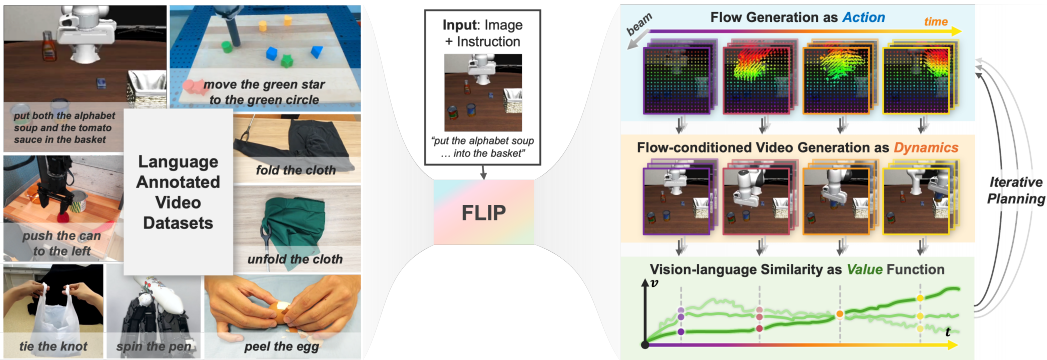 put both the alphabet
soup and the tomato
sauce in the basket
move the green star
to the green circle
Language
Annotated
Video
Datasets
fold the cloth
push the can
to the left
unfold the cloth
tie the knot
spin the pen
peel the egg
Input: Image
+ Instruction
"put the alphabet soup
... into the basket"
FLIP
Flow Generation as Action
beam
time
Flow-conditioned Video Generation as Dynamics
Iterative
Planning
Vision-language Similarity as Value Function
v
t